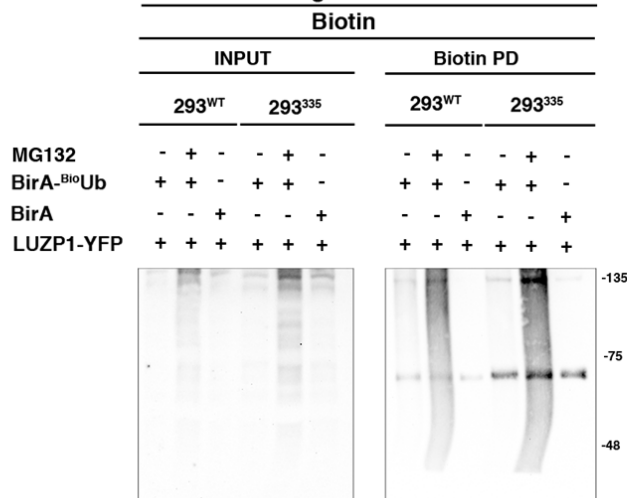 Biotin
INPUT Biotin PD
293WT 293335 293WT 293335
MG132 - + - - + - - + - - + -
BirA-BioUb + + - + + - + + - + + -
BirA - - + - - + - - + - - +
LUZP1-YFP + + + + + + + + + + + +
-135
-75
-48